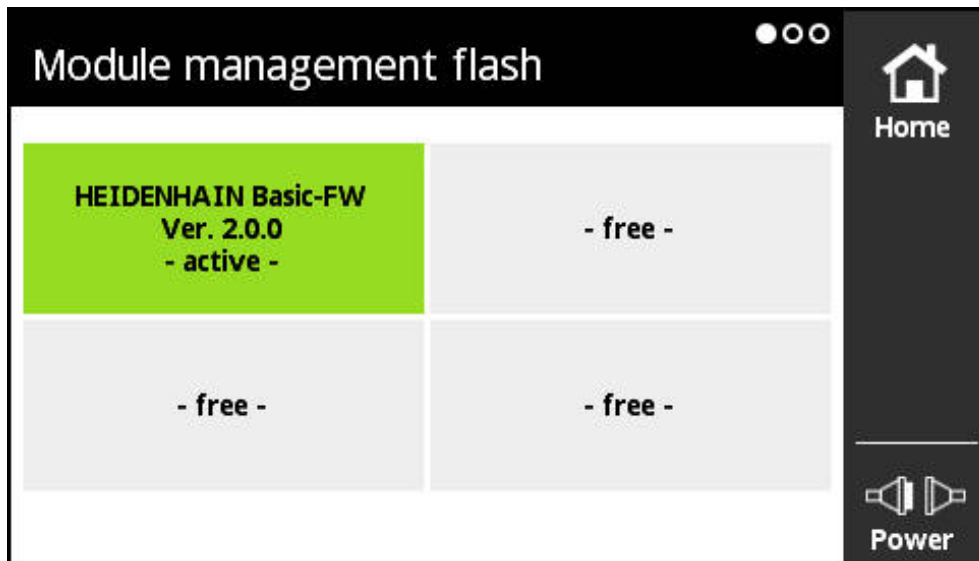 Module management flash
Home
HEIDENHAIN Basic-FW
Ver. 2.0.0
- active -
- free -
- free -
- free -
Power